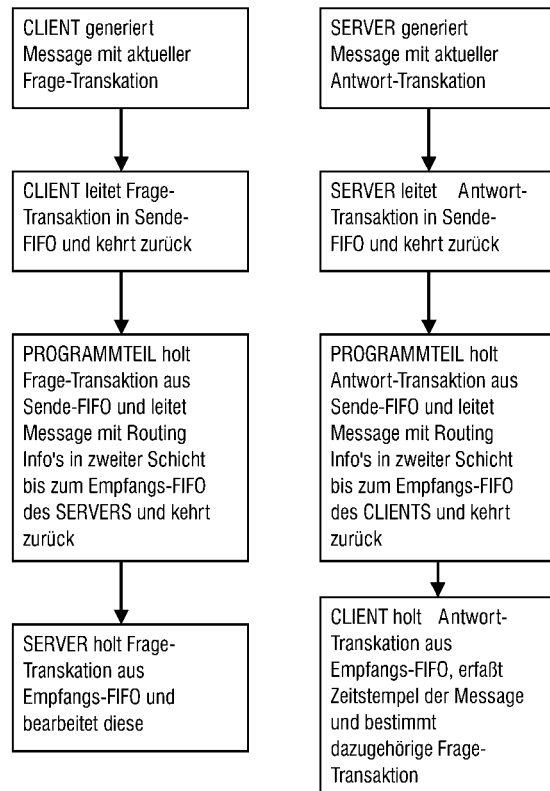 CLIENT generiert
Message mit aktueller
Frage-Transkation
CLIENT leitet Frage-
Transaktion in Sende-
FIFO und kehrt zurück
PROGRAMMTEIL holt
Frage-Transaktion aus
Sende-FIFO und leitet
Message mit Routing
Info's in zweiter Schicht
bis zum Empfangs-FIFO
des SERVERS und kehrt
zurück
SERVER holt Frage-
Transkation aus
Empfangs-FIFO und
bearbeitet diese
SERVER generiert
Message mit aktueller
Antwort-Transkation
SERVER leitet Antwort-
Transaktion in Sende-
FIFO und kehrt zurück
PROGRAMMTEIL holt
Antwort-Transaktion aus
Sende-FIFO und leitet
Message mit Routing
Info's in zweiter Schicht
bis zum Empfangs-FIFO
des CLIENTS und kehrt
zurück
CLIENT holt Antwort-
Transkation aus
Empfangs-FIFO, erfaßt
Zeitstempel der Message
und bestimmt
dazugehörige Frage-
Transaktion